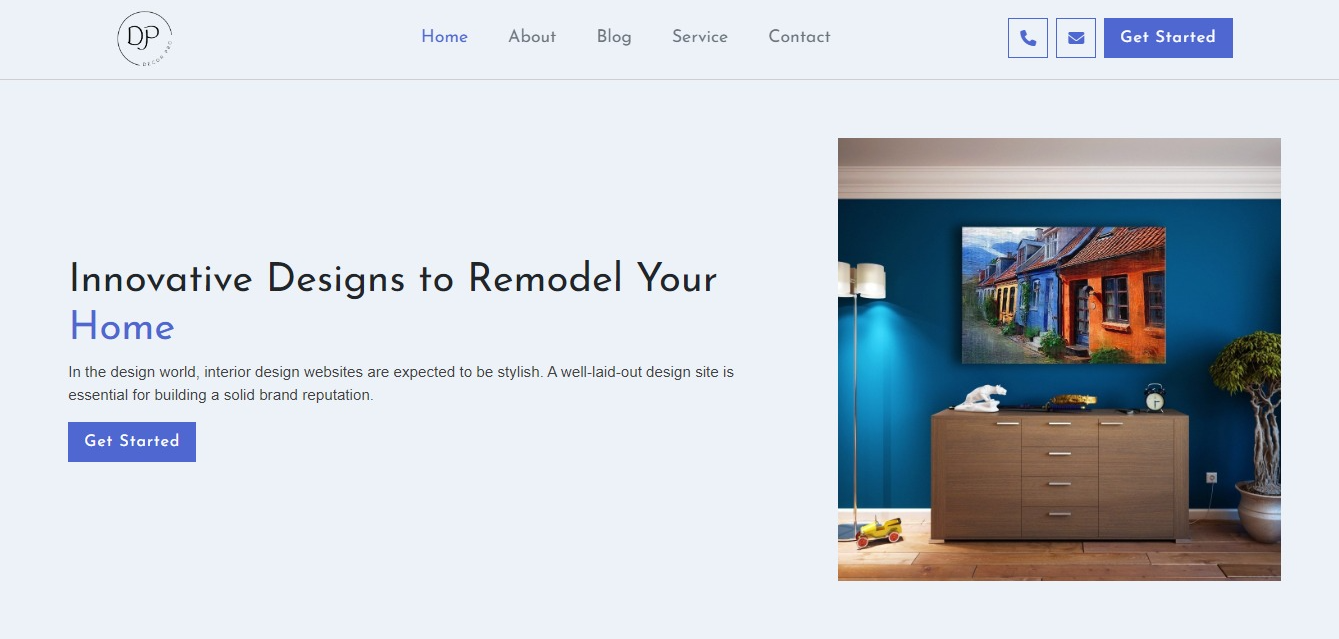 DP
DECOR PRO
Home About Blog Service Contact Get Started
Innovative Designs to Remodel Your
Home
In the design world, interior design websites are expected to be stylish. A well-laid-out design site is
essential for building a solid brand reputation.
Get Started